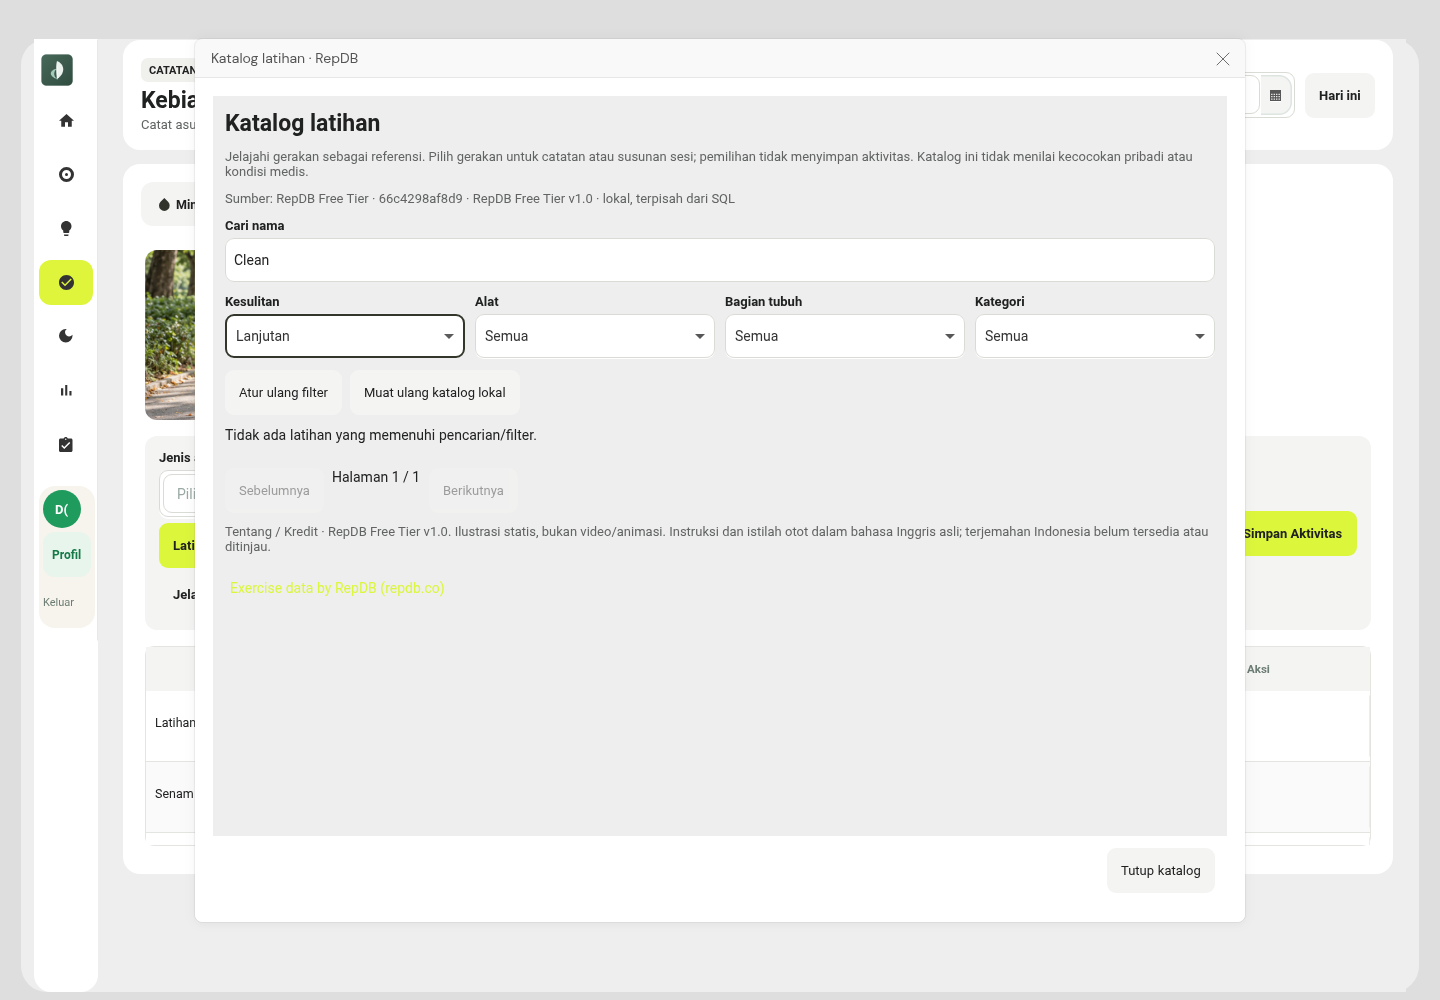 Katalog latihan · RepDB
CATATAN
Kebia
Catat asu
Hari ini
Katalog latihan
Jelajahi gerakan sebagai referensi. Pilih gerakan untuk catatan atau susunan sesi; pemilihan tidak menyimpan aktivitas. Katalog ini tidak menilai kecocokan pribadi atau
kondisi medis.
Sumber: RepDB Free Tier · 66c4298af8d9 · RepDB Free Tier v1.0 · lokal, terpisah dari SQL
Min
Cari nama
Clean
Kesulitan
Alat
Bagian tubuh
Kategori
Lanjutan
Semua
Semua
Semua
Atur ulang filter
Muat ulang katalog lokal
Tidak ada latihan yang memenuhi pencarian/filter.
Jenis
Pili
Sebelumnya
Halaman 1 / 1
Berikutnya
D(
Profil
Keluar
Tentang / Kredit · RepDB Free Tier v1.0. Ilustrasi statis, bukan video/animasi. Instruksi dan istilah otot dalam bahasa Inggris asli; terjemahan Indonesia belum tersedia atau
ditinjau.
Lati
Simpan Aktivitas
Exercise data by RepDB (repdb.co)
Jela
Aksi
Latihan
Senam
Tutup katalog